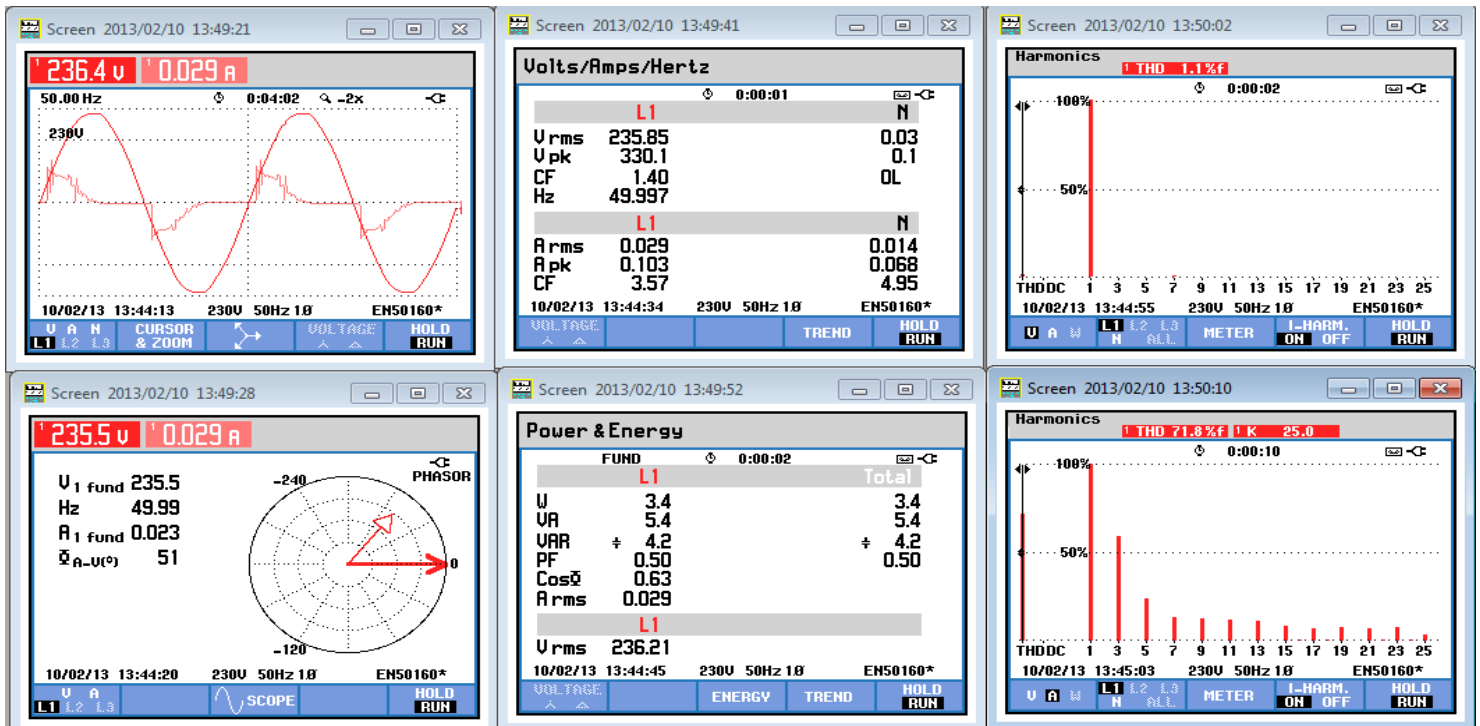 Screen 2013/02/10 13:49:21
1 236.4 V 1 0.029 A
50.00 Hz 0:04:02 -2x
230V
10/02/13 13:44:13 230V 50Hz 1Ø EN50160*
V A N CURSOR VOLTAGE HOLD
L1 L2 L3 & ZOOM RUN
Screen 2013/02/10 13:49:41
Volts/Amps/Hertz
0:00:01
L1 N
V rms 235.85 0.03
V pk 330.1 0.1
CF 1.40 OL
Hz 49.997
L1 N
A rms 0.029 0.014
A pk 0.103 0.068
CF 3.57 4.95
10/02/13 13:44:34 230V 50Hz 1Ø EN50160*
VOLTAGE TREND HOLD
RUN
Screen 2013/02/10 13:50:02
Harmonics
1 THD 1.1%f
0:00:02
100%
50%
THDDC 1 3 5 7 9 11 13 15 17 19 21 23 25
10/02/13 13:44:55 230V 50Hz 1Ø EN50160*
V A W L1 L2 L3 METER I-HARM. HOLD
N ALL ON OFF RUN
Screen 2013/02/10 13:49:28
1 235.5 V 1 0.029 A
PHASOR
V1 fund 235.5
Hz 49.99
A1 fund 0.023
Φ A-V(°) 51
-240
0
-120
10/02/13 13:44:20 230V 50Hz 1Ø EN50160*
V A SCOPE HOLD
L1 L2 L3 RUN
Screen 2013/02/10 13:49:52
Power & Energy
FUND 0:00:02
L1 Total
W 3.4 3.4
VA 5.4 5.4
VAR 4.2 4.2
PF 0.50 0.50
CosΦ 0.63
A rms 0.029
L1
V rms 236.21
10/02/13 13:44:45 230V 50Hz 1Ø EN50160*
VOLTAGE ENERGY TREND HOLD
RUN
Screen 2013/02/10 13:50:10
Harmonics
1 THD 71.8%f 1 K 25.0
0:00:10
100%
50%
THDDC 1 3 5 7 9 11 13 15 17 19 21 23 25
10/02/13 13:45:03 230V 50Hz 1Ø EN50160*
V A W L1 L2 L3 METER I-HARM. HOLD
N ALL ON OFF RUN